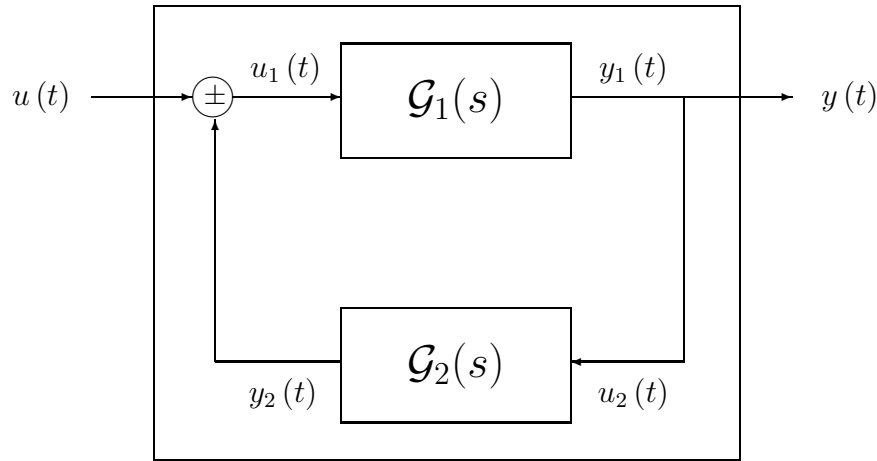 u (t)
±
u₁ (t)
𝒢₁(s)
y₁ (t)
y (t)
y₂ (t)
𝒢₂(s)
u₂ (t)